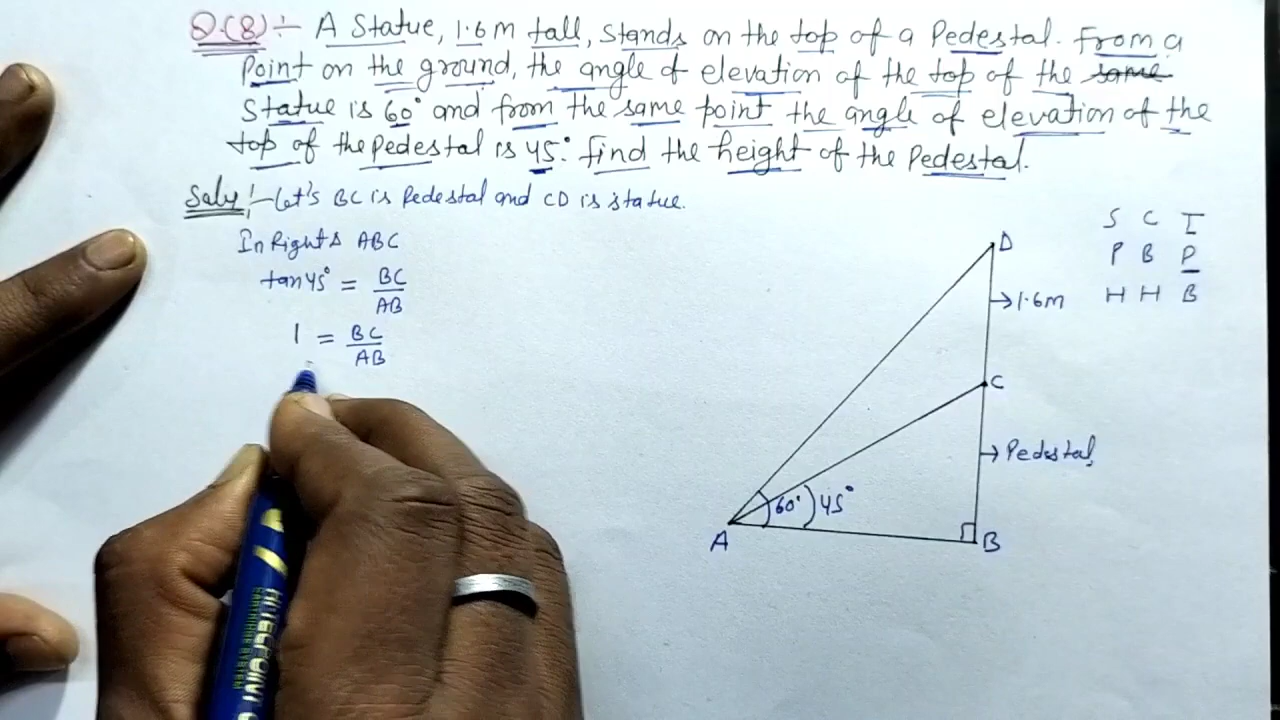 Q.(8):- A Statue, 1.6m tall, Stands on the top of a Pedestal. From a
Point on the ground, the angle of elevation of the top of the same
Statue is 60° and from the same point the angle of elevation of the
top of the Pedestal is 45°. find the height of the Pedestal.
Soly:- Let's BC is Pedestal and CD is statue.
In Right Δ ABC
tan45° = BC/AB
1 = BC/AB
S C T
P B P
H H B
D
→1.6m
C
→Pedestal
60° 45°
A
B